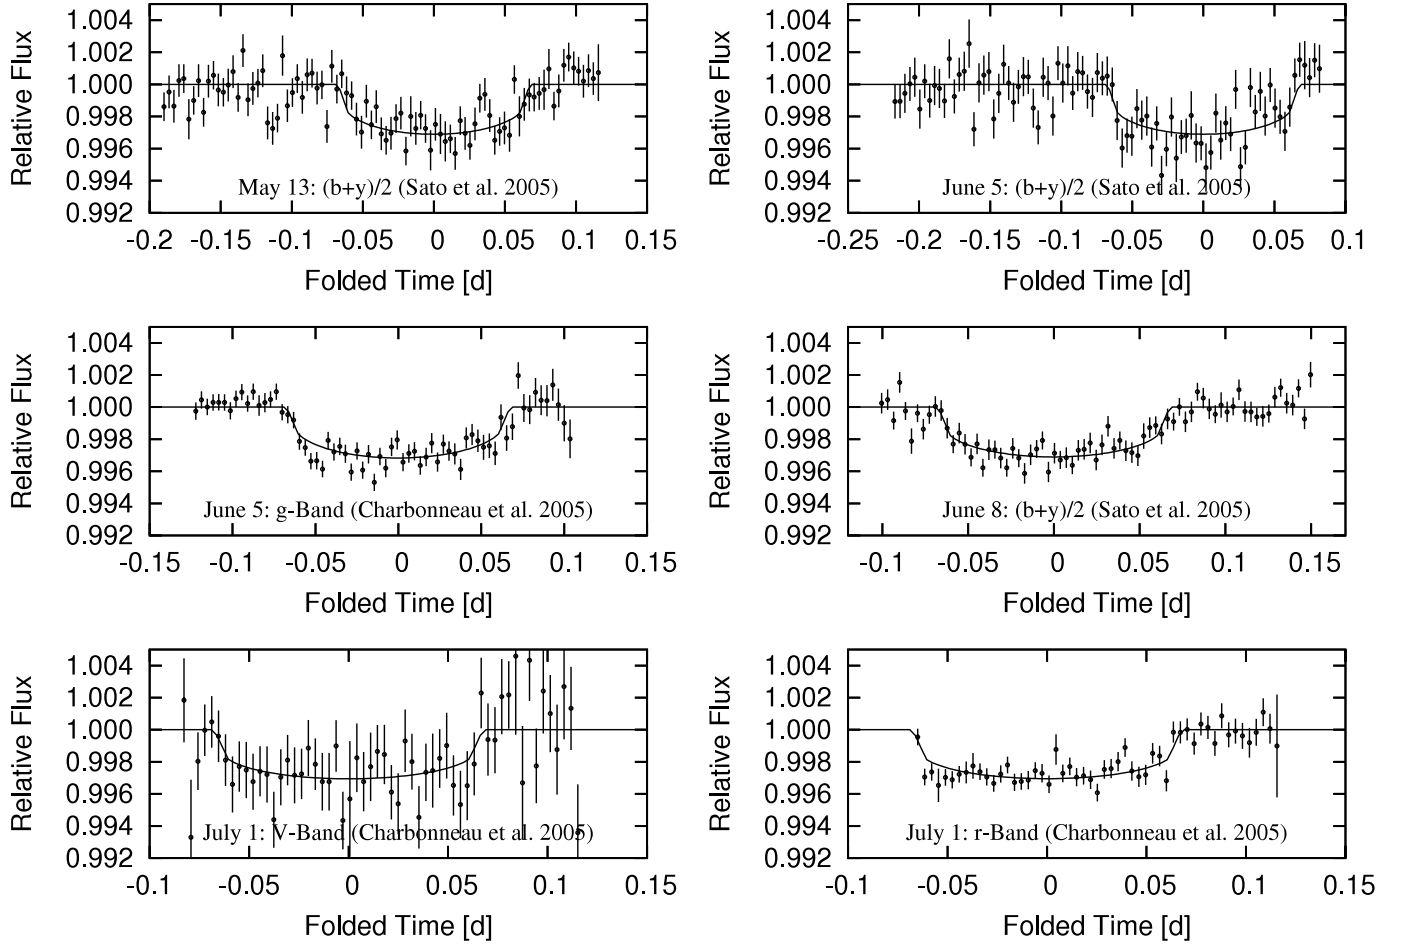 Relative Flux
1.004
1.002
1.000
0.998
0.996
0.994
0.992
May 13: (b+y)/2 (Sato et al. 2005)
-0.2 -0.15 -0.1 -0.05 0 0.05 0.1 0.15
Folded Time [d]
Relative Flux
1.004
1.002
1.000
0.998
0.996
0.994
0.992
June 5: (b+y)/2 (Sato et al. 2005)
-0.25 -0.2 -0.15 -0.1 -0.05 0 0.05 0.1
Folded Time [d]
Relative Flux
1.004
1.002
1.000
0.998
0.996
0.994
0.992
June 5: g-Band (Charbonneau et al. 2005)
-0.15 -0.1 -0.05 0 0.05 0.1 0.15
Folded Time [d]
Relative Flux
1.004
1.002
1.000
0.998
0.996
0.994
0.992
June 8: (b+y)/2 (Sato et al. 2005)
-0.1 -0.05 0 0.05 0.1 0.15
Folded Time [d]
Relative Flux
1.004
1.002
1.000
0.998
0.996
0.994
0.992
July 1: V-Band (Charbonneau et al. 2005)
-0.1 -0.05 0 0.05 0.1 0.15
Folded Time [d]
Relative Flux
1.004
1.002
1.000
0.998
0.996
0.994
0.992
July 1: r-Band (Charbonneau et al. 2005)
-0.1 -0.05 0 0.05 0.1 0.15
Folded Time [d]